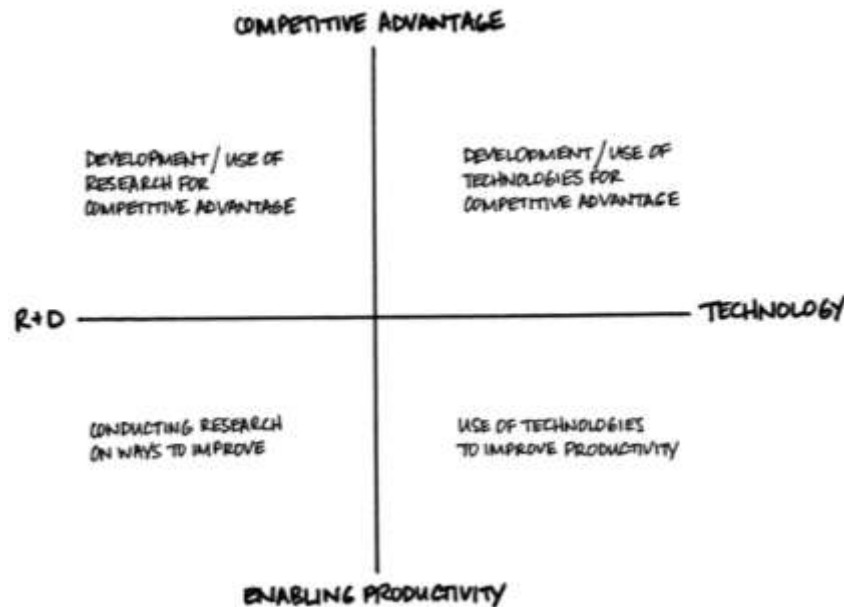 COMPETITIVE ADVANTAGE
DEVELOPMENT / USE OF
RESEARCH FOR
COMPETITIVE ADVANTAGE
DEVELOPMENT / USE OF
TECHNOLOGIES FOR
COMPETITIVE ADVANTAGE
R+D
TECHNOLOGY
CONDUCTING RESEARCH
ON WAYS TO IMPROVE
USE OF TECHNOLOGIES
TO IMPROVE PRODUCTIVITY
ENABLING PRODUCTIVITY